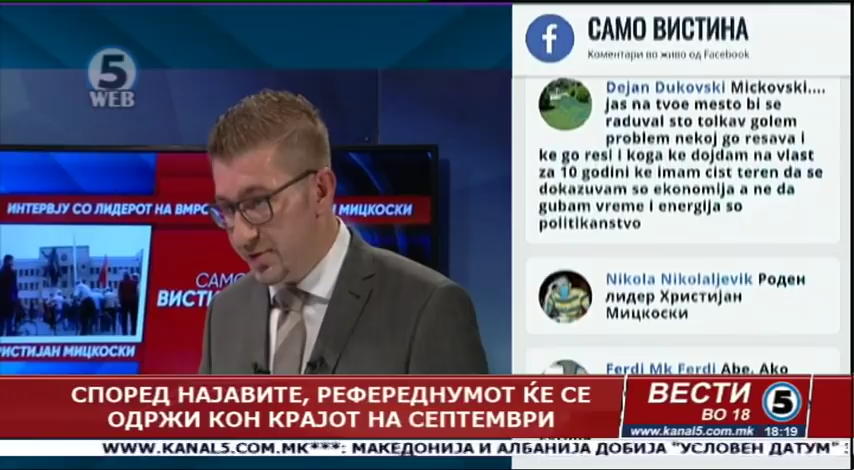 5
WEB
ИНТЕРВЈУ СО ЛИДЕРОТ НА
МИЦКОСКИ
САМО
ВИСТИ
РИСТИЈАН МИЦКОСКИ
f
САМО ВИСТИНА
Коментари во живо од Facebook
Dejan Dukovski Mickovski....
jas na tvoe mesto bi se
raduval sto tolkav golem
problem nekoj go resava i
ke go resi i koga ke dojdam na vlast
za 10 godini ke imam cist teren da se
dokazuvam so ekonomija a ne da
gubam vreme i energija so
politikanstvo
Nikola Nikolaljevik Роден
лидер Христијан
Мицкоски
Ferdi Mk Ferdi Abe, Ako
СПОРЕД НАЈАВИТЕ, РЕФЕРЕДНУМОТ ЌЕ СЕ
ОДРЖИ КОН КРАЈОТ НА СЕПТЕМВРИ
ВЕСТИ
ВО 18
5
www.kanal5.com.mk
18:19
WWW.KANAL5.COM.MK***: МАКЕДОНИЈА И АЛБАНИЈА ДОБИЈА "УСЛОВЕН ДАТУМ"